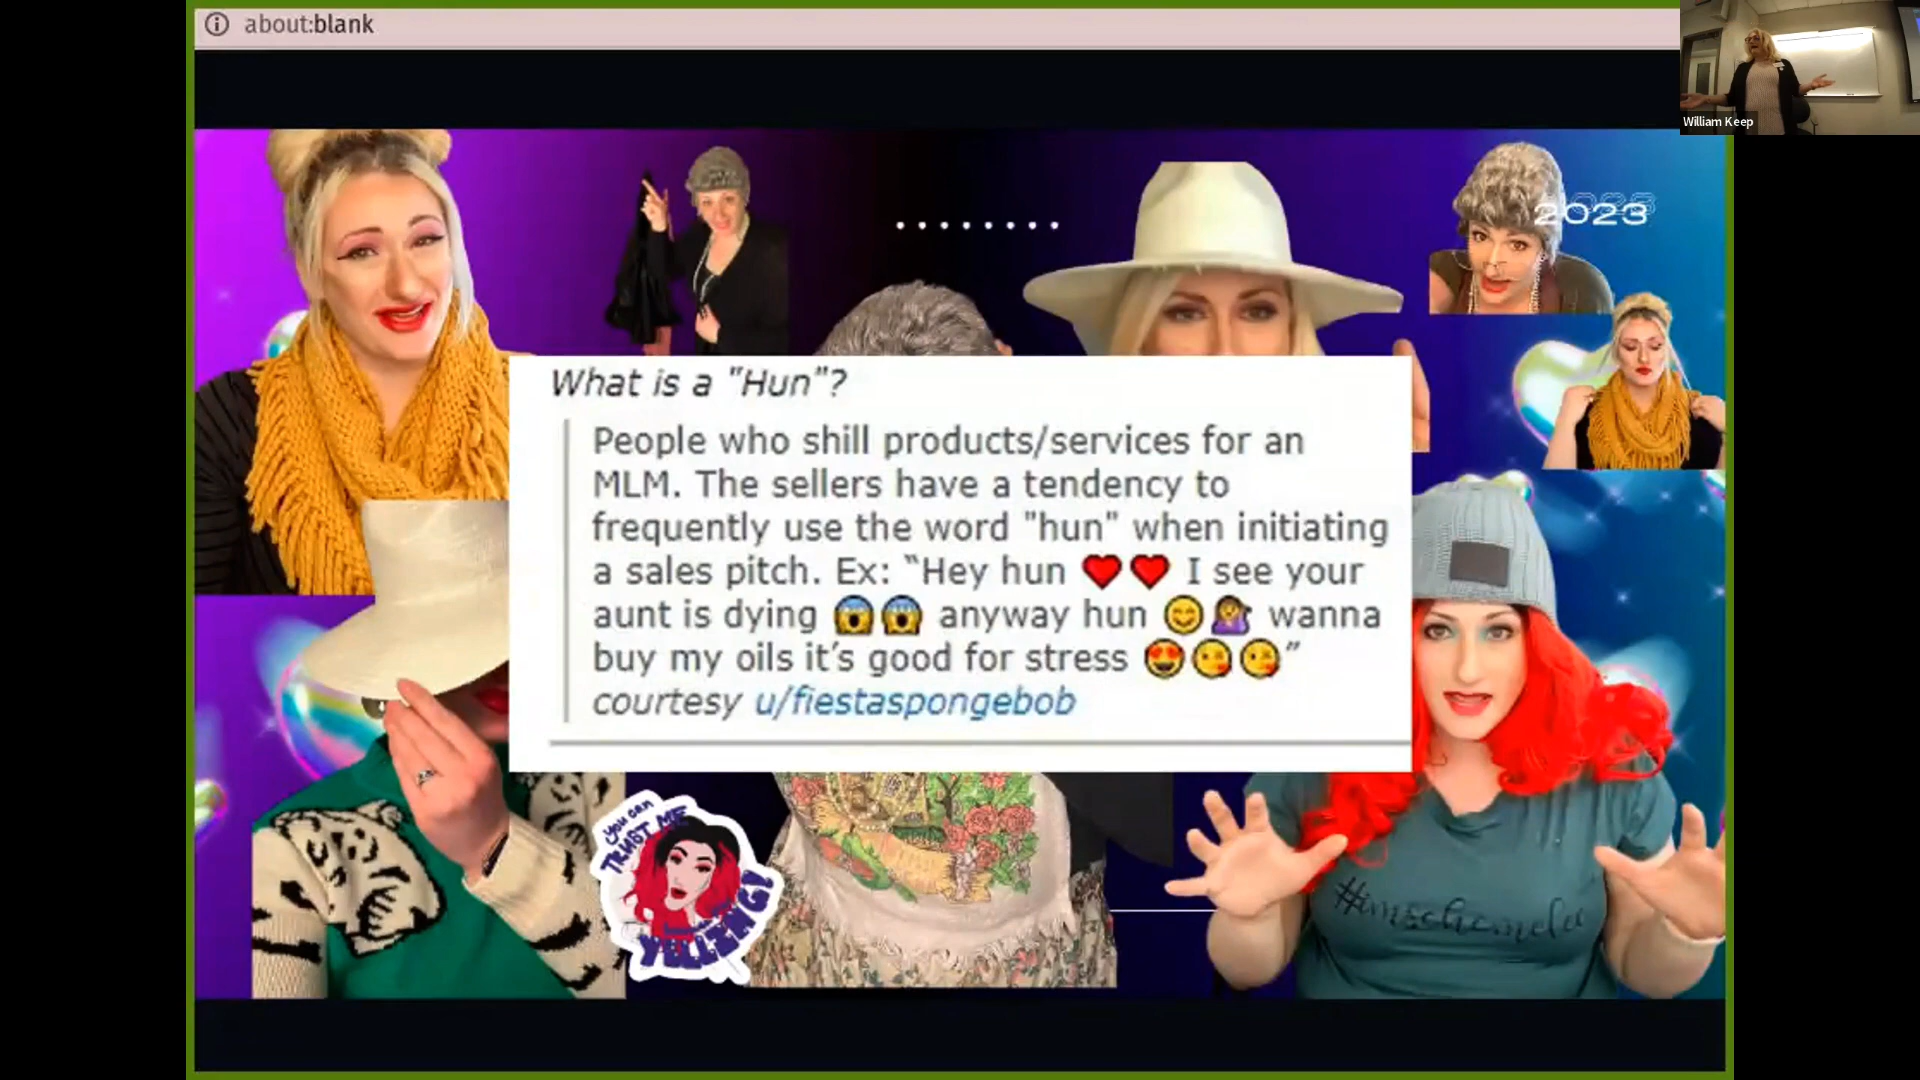 about:blank
William Keep
2023
What is a "Hun"?
People who shill products/services for an
MLM. The sellers have a tendency to
frequently use the word "hun" when initiating
a sales pitch. Ex: “Hey hun ❤️❤️ I see your
aunt is dying 😱😱 anyway hun 😊🤷‍♀️ wanna
buy my oils it’s good for stress 😍😘😘”
courtesy u/fiestaspongebob
you can
TRUST ME
YELLING!